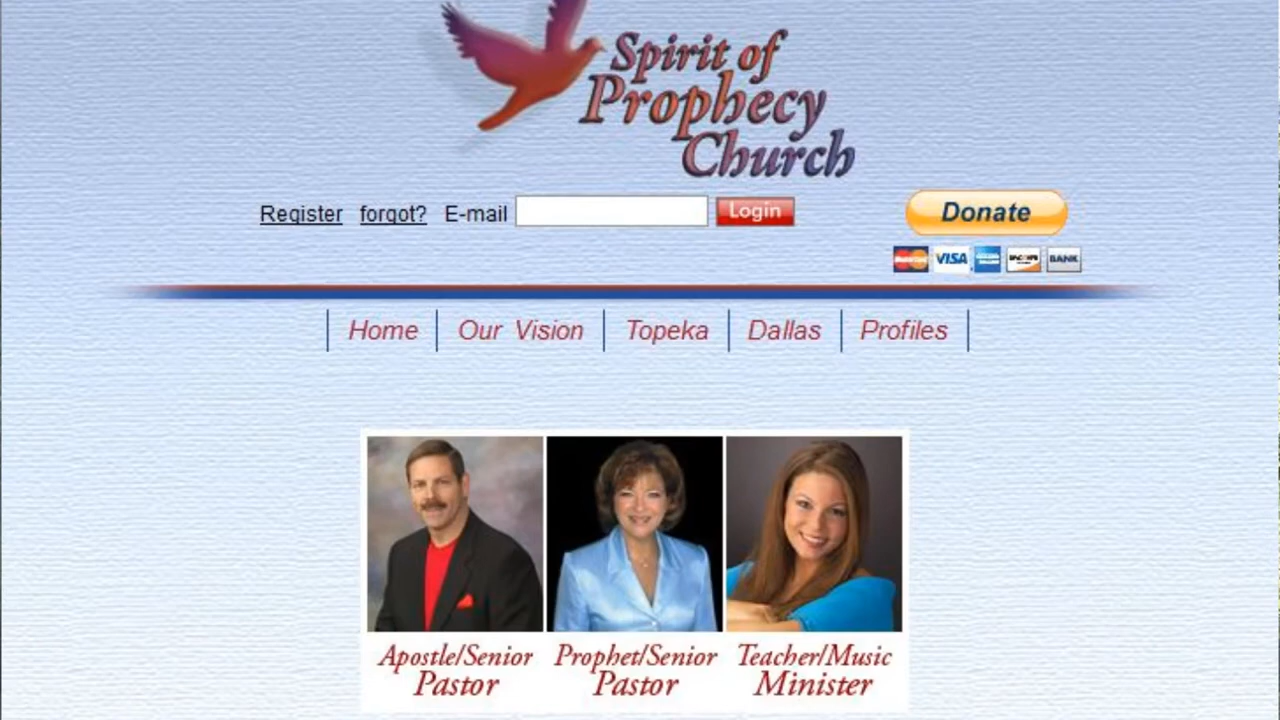 Spirit of
Prophecy
Church
Register forgot? E-mail Login
Donate
VISA BANK
Home Our Vision Topeka Dallas Profiles
Apostle/Senior Prophet/Senior Teacher/Music
Pastor Pastor Minister